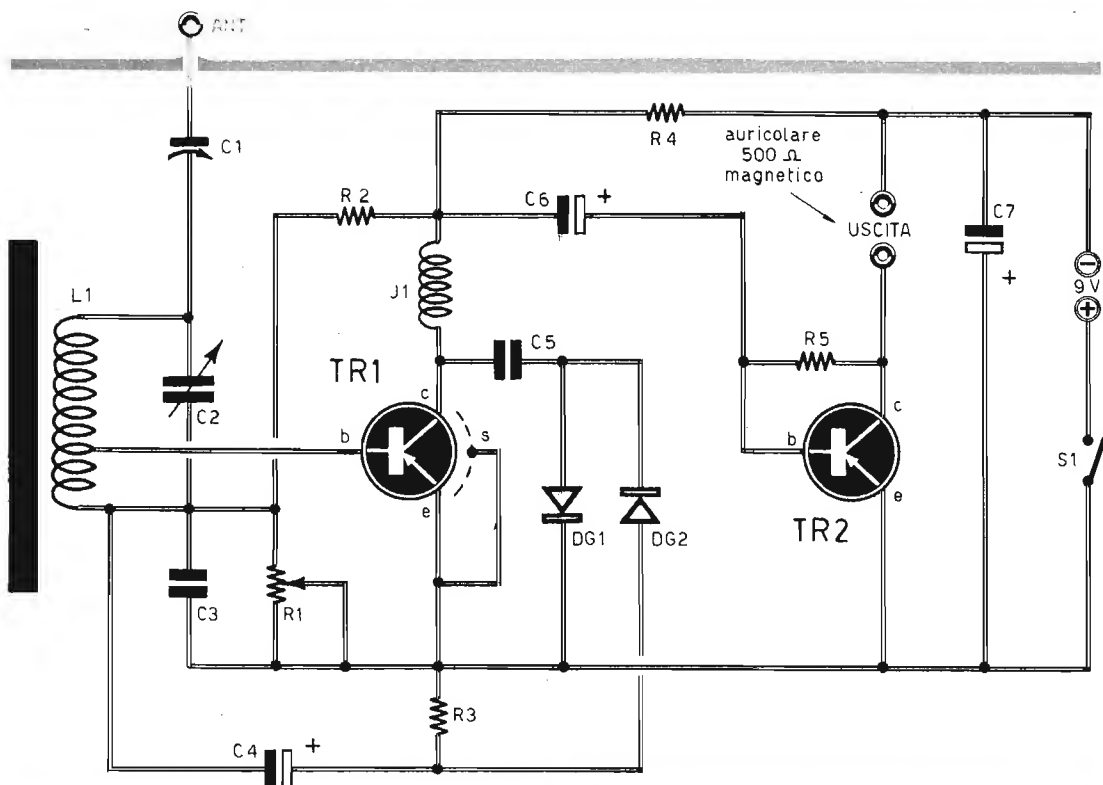 ANT
C1
R4
auricolare
500 Ω
magnetico
R2
C6
+
C7
USCITA
+
−
9V
+
L1
J1
C5
R5
TR1
C2
c
b
s
e
c
b
e
S1
DG1
DG2
TR2
C3
R1
R3
C4
+